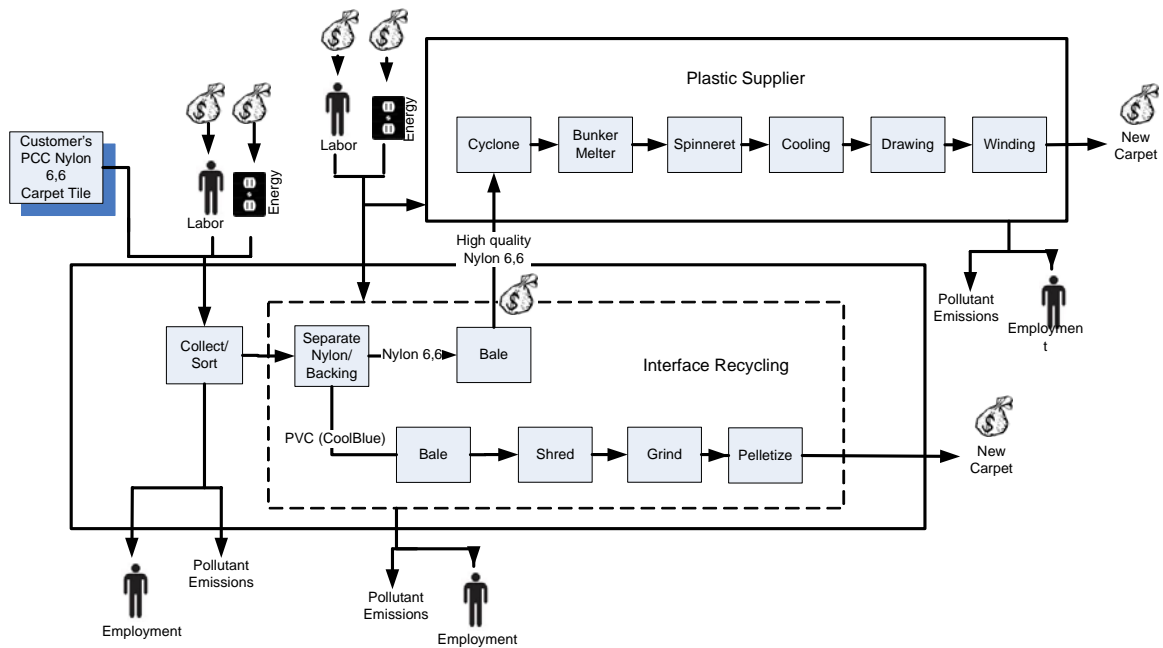 Plastic Supplier
Energy
Labor
Customer's
PCC Nylon
6,6
Carpet Tile
Energy
Labor
Cyclone
Bunker
Melter
Spinneret
Cooling
Drawing
Winding
New
Carpet
High quality
Nylon 6,6
Pollutant
Emissions
Employmen
t
Collect/
Sort
Separate
Nylon/
Backing
Nylon 6,6
Bale
Interface Recycling
PVC (CoolBlue)
Bale
Shred
Grind
Pelletize
New
Carpet
Pollutant
Emissions
Employment
Pollutant
Emissions
Employment
$
$
$
$
$
$
$